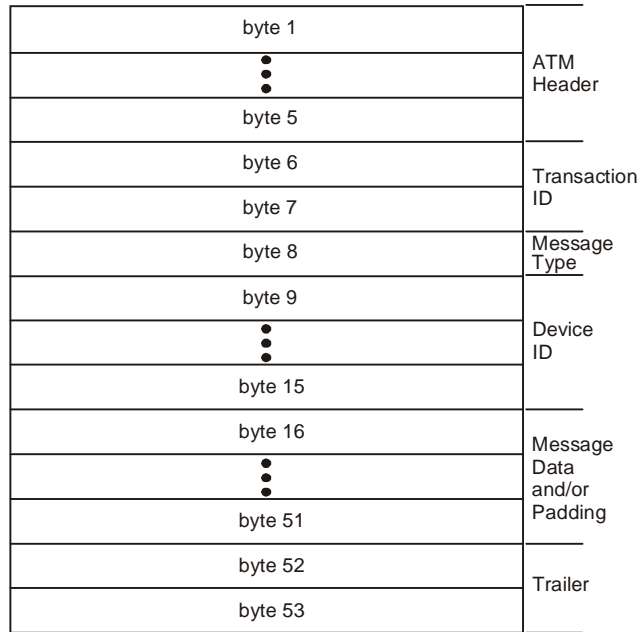 byte 1
ATM
Header
byte 5
byte 6
Transaction
ID
byte 7
byte 8
Message
Type
byte 9
Device
ID
byte 15
byte 16
Message
Data
and/or
Padding
byte 51
byte 52
Trailer
byte 53